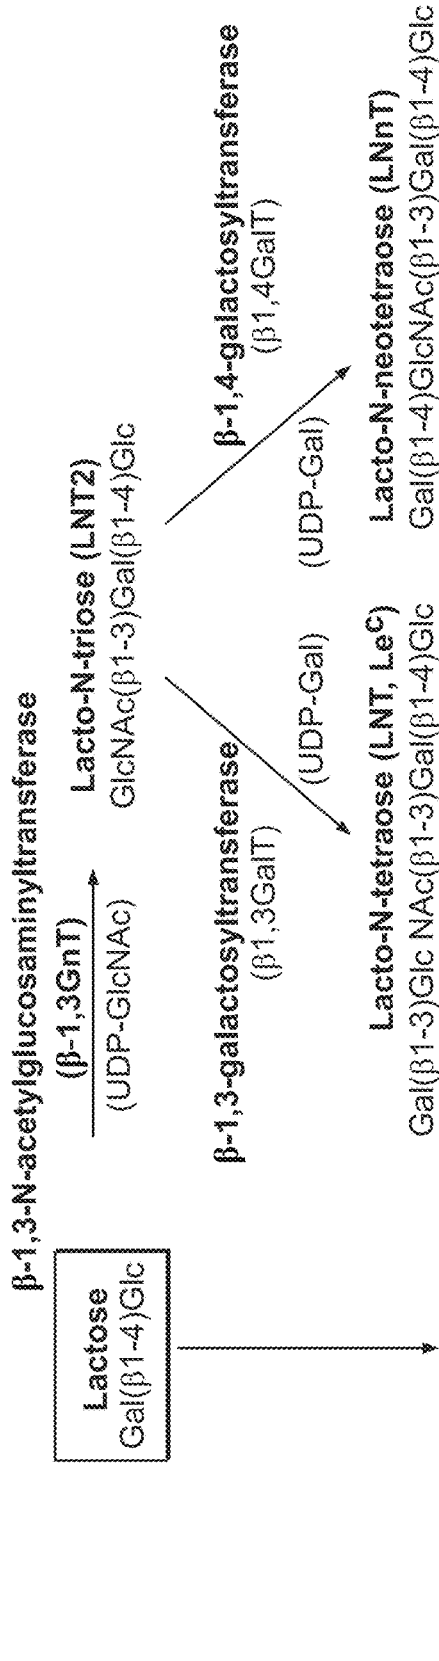 β-1,3-N-acetylglucosaminyltransferase
(β-1,3GnT)
(UDP-GlcNAc)
Lactose
Gal(β1-4)Glc
Lacto-N-triose (LNT2)
GlcNAc(β1-3)Gal(β1-4)Glc
β-1,3-galactosyltransferase
(β1,3GalT)
(UDP-Gal)
β-1,4-galactosyltransferase
(β1,4GalT)
(UDP-Gal)
Lacto-N-tetraose (LNT, Leᶜ)
Gal(β1-3)Glc NAc(β1-3)Gal(β1-4)Glc
Lacto-N-neotetraose (LNnT)
Gal(β1-4)GlcNAc(β1-3)Gal(β1-4)Glc